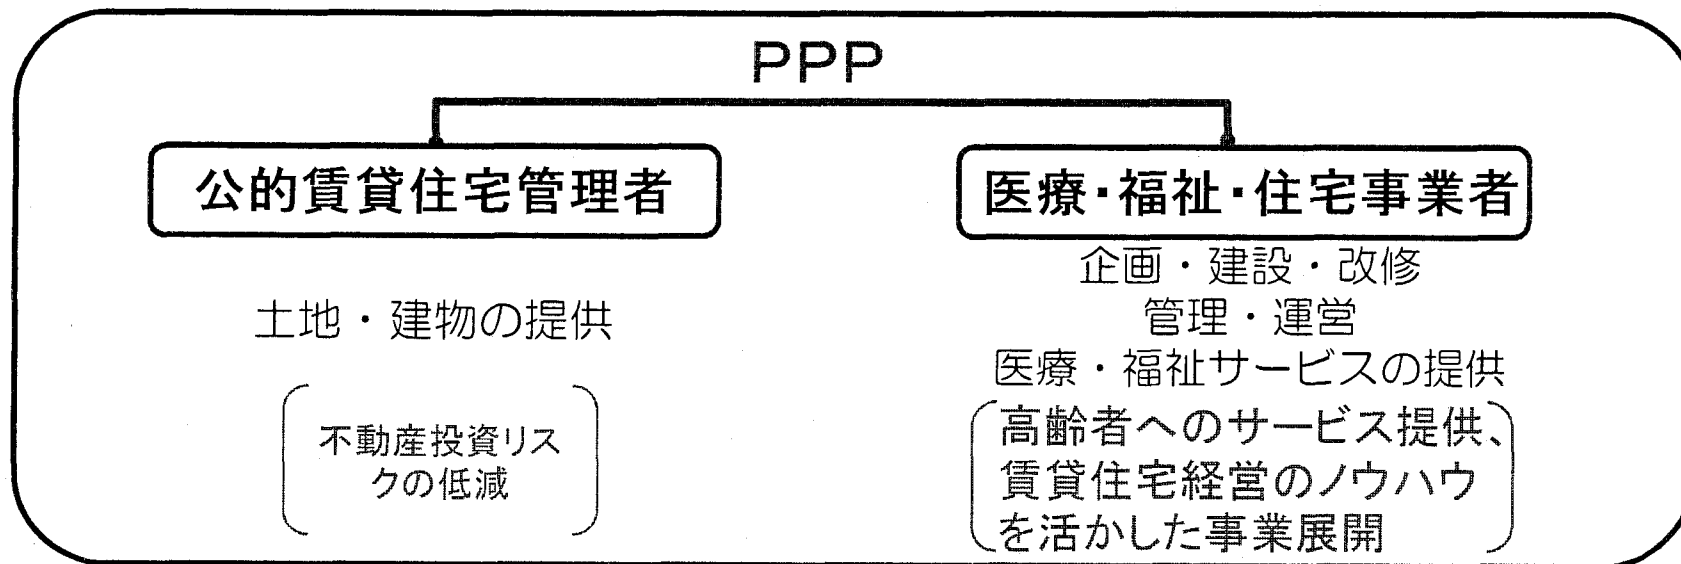 PPP
公的賃貸住宅管理者
土地・建物の提供
不動産投資リス
クの低減
医療・福祉・住宅事業者
企画・建設・改修
管理・運営
医療・福祉サービスの提供
高齢者へのサービス提供、
賃貸住宅経営のノウハウ
を活かした事業展開